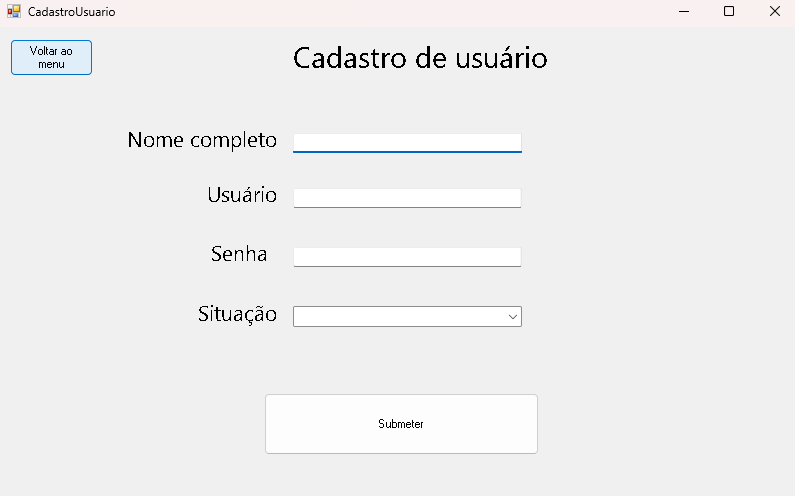 CadastroUsuario
Voltar ao
menu
Cadastro de usuário
Nome completo
Usuário
Senha
Situação
Submeter